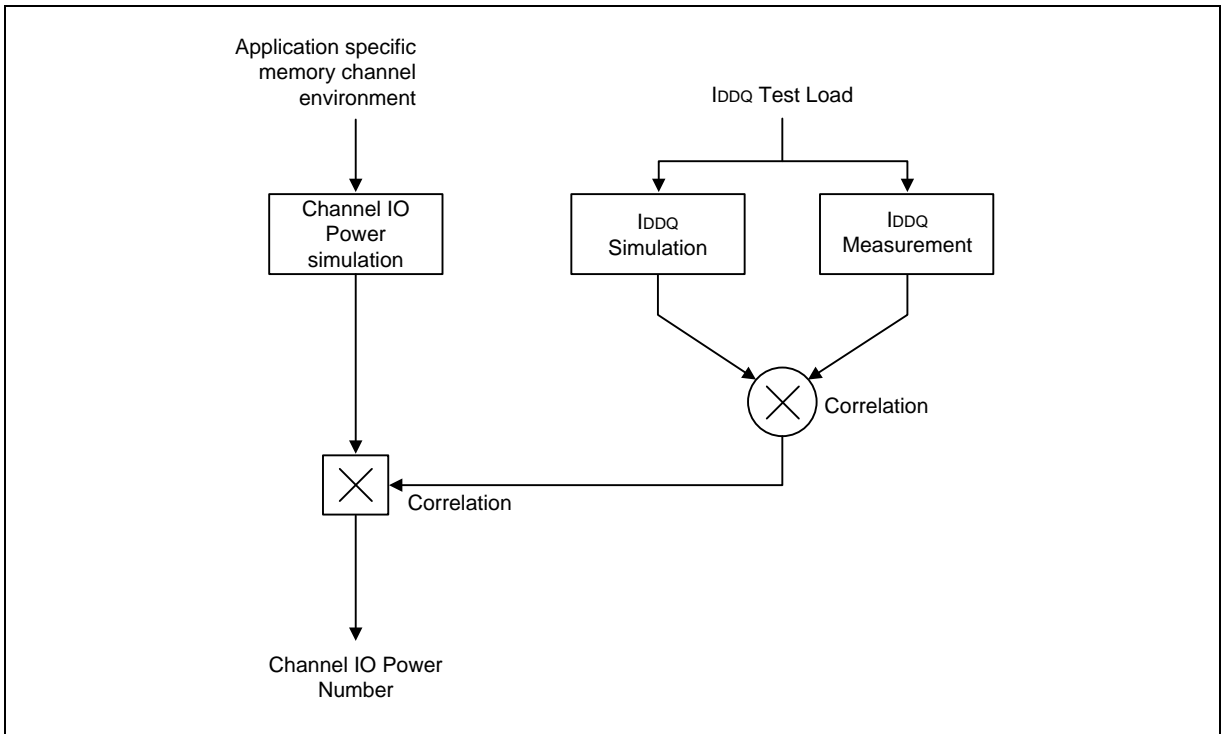 Application specific
memory channel
environment
IDDQ Test Load
Channel IO
Power
simulation
IDDQ
Simulation
IDDQ
Measurement
Correlation
Correlation
Channel IO Power
Number